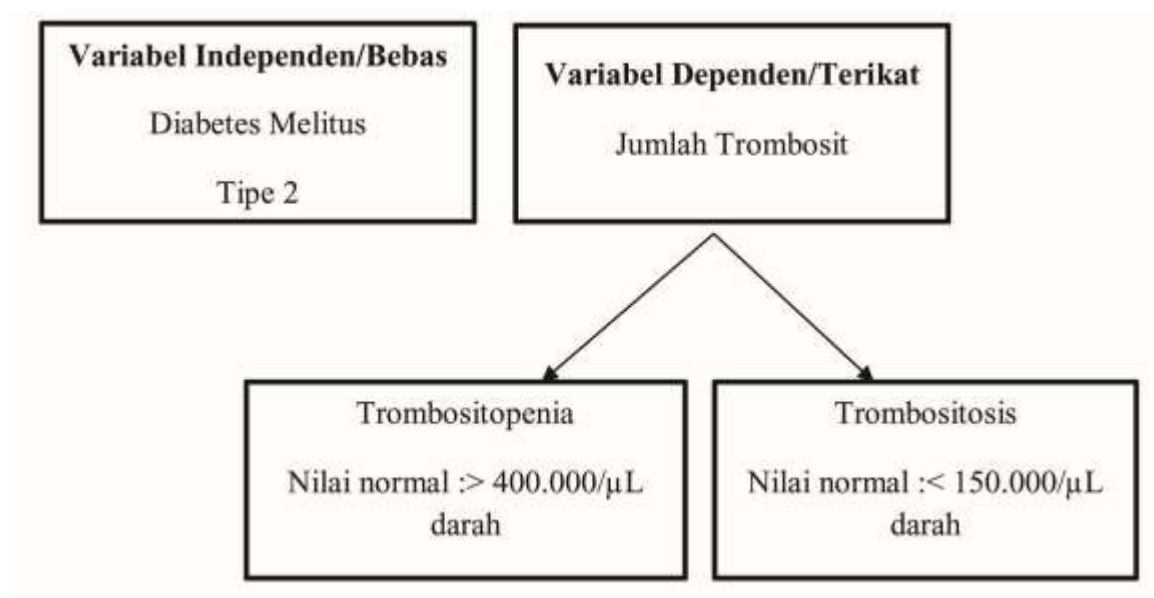 Variabel Independen/Bebas
Diabetes Melitus
Tipe 2
Variabel Dependen/Terikat
Jumlah Trombosit
Trombositopenia
Nilai normal :> 400.000/µL
darah
Trombositosis
Nilai normal :< 150.000/µL
darah